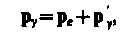 𝐩ᵧ = 𝐩ₑ + 𝐩′ᵧ,